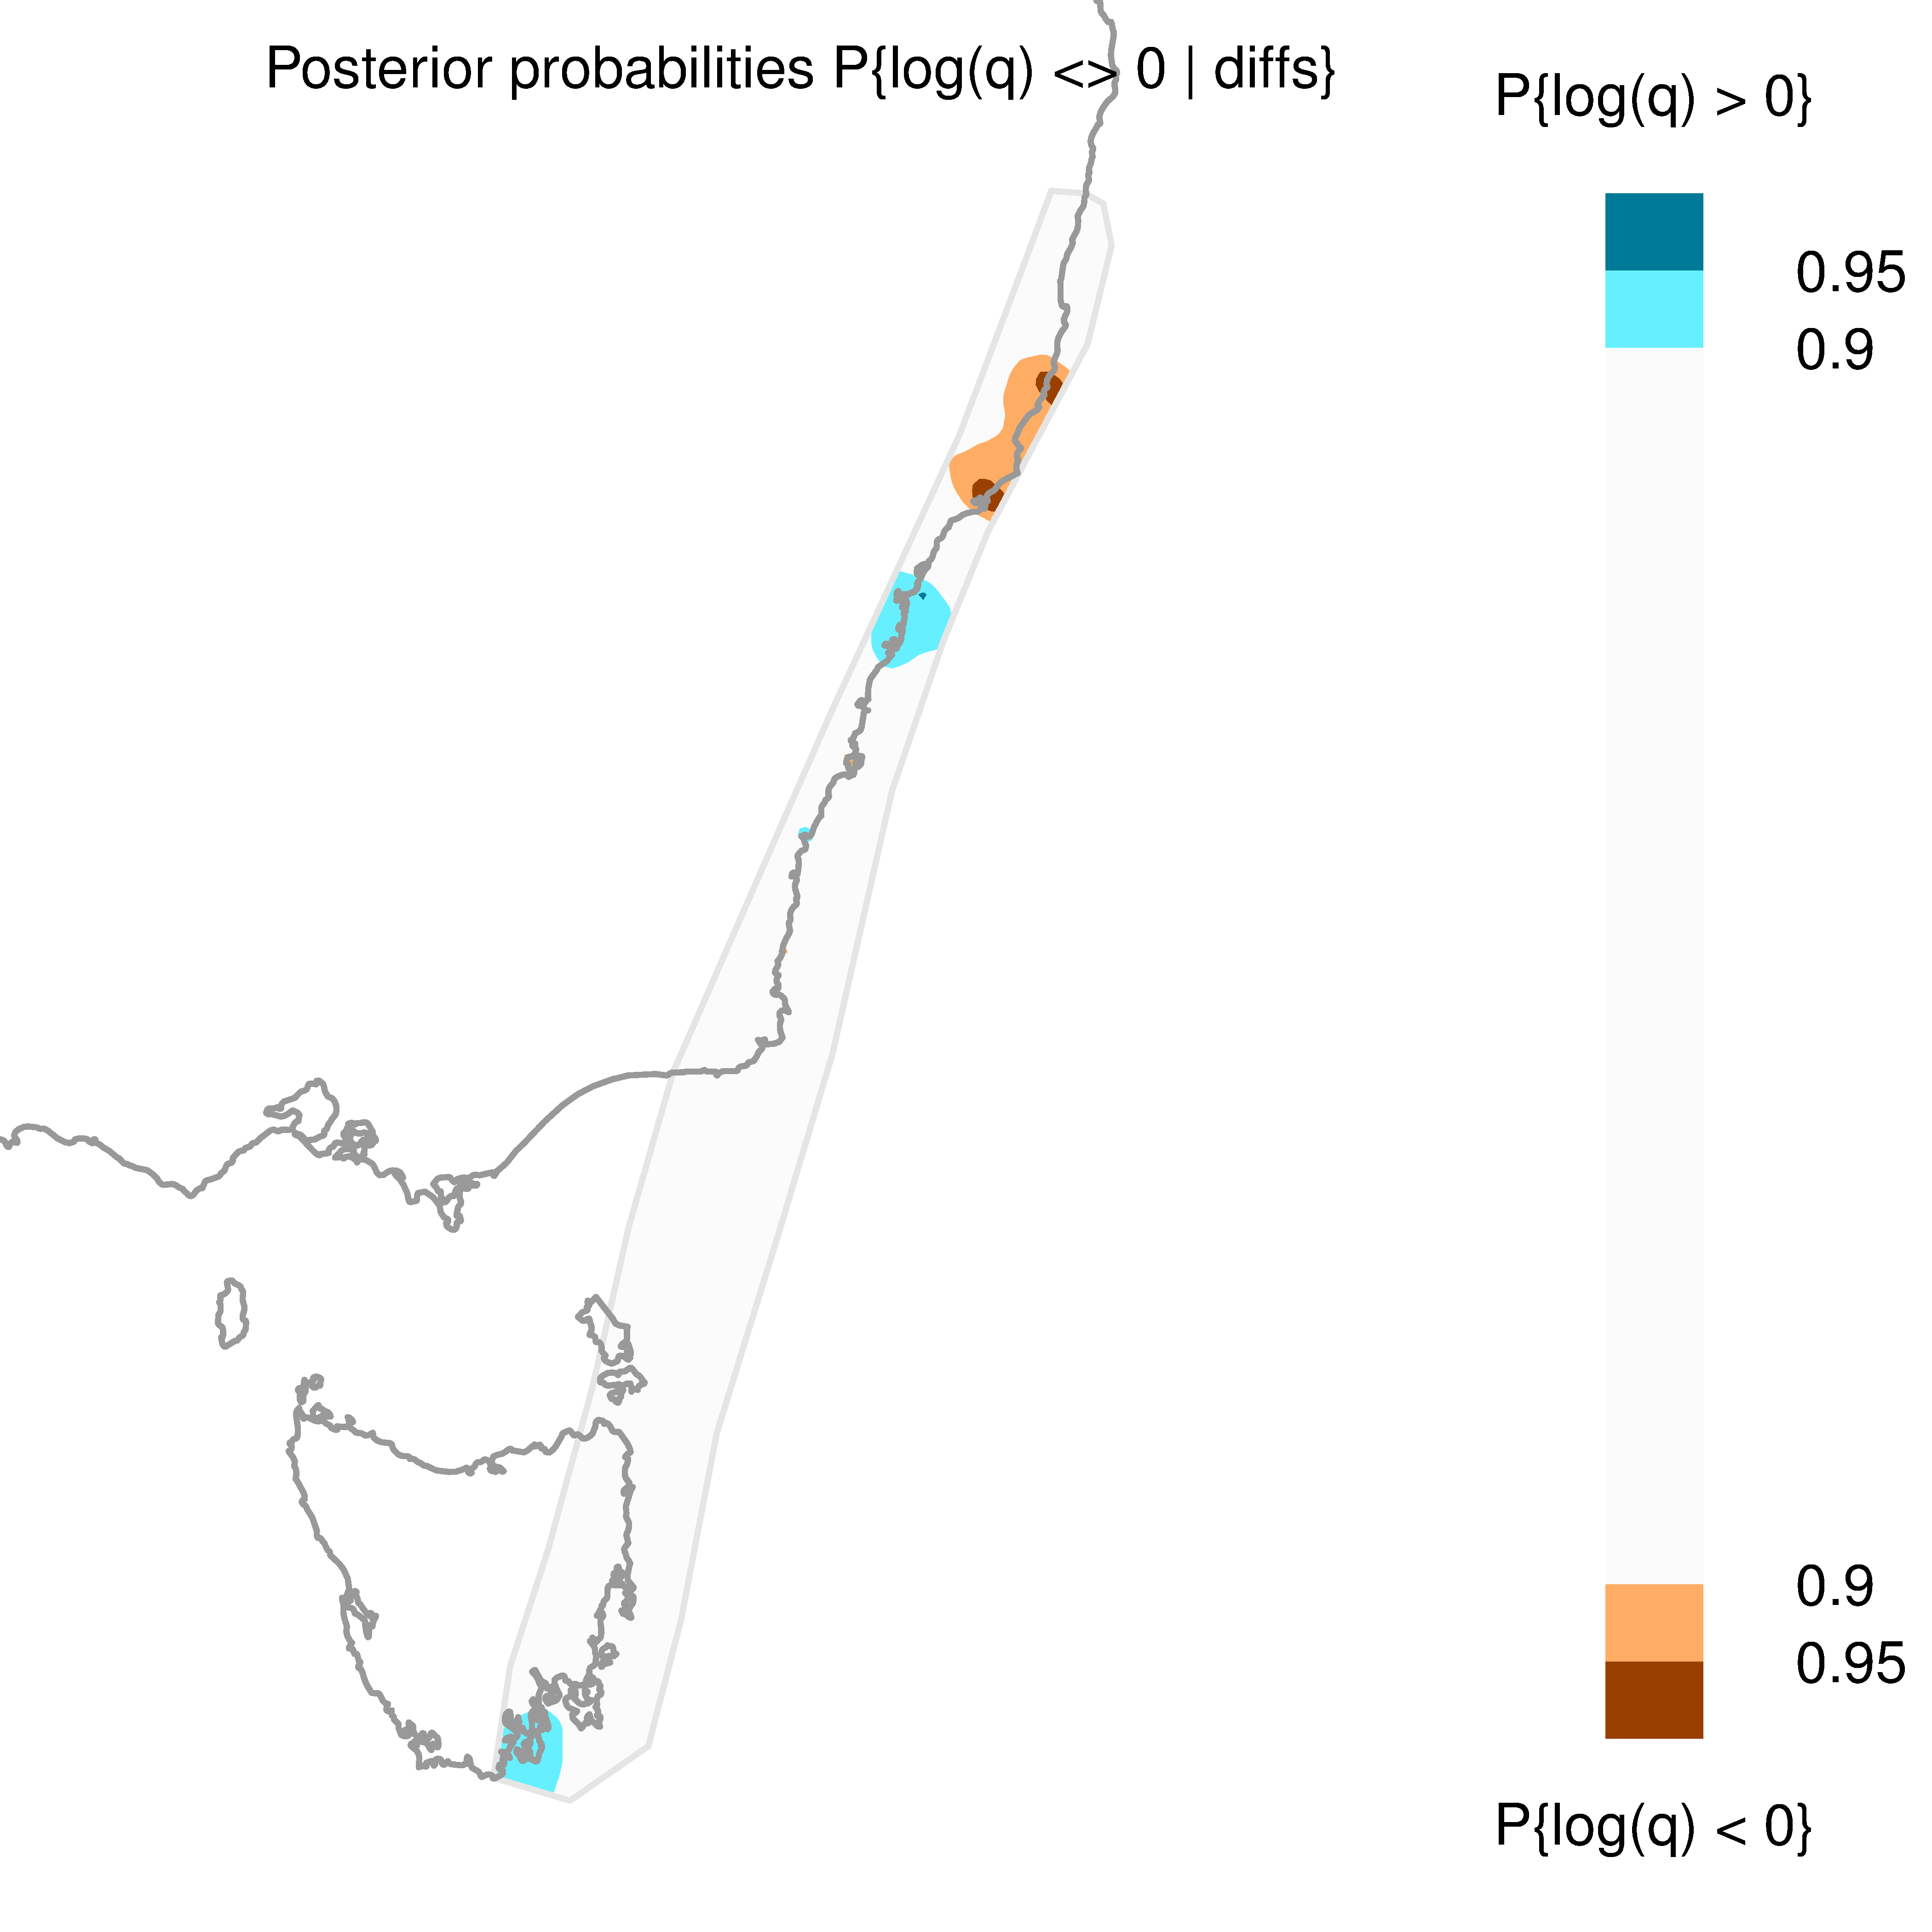 Posterior probabilities P{log(q) <> 0 | diffs}
P{log(q) > 0}
0.95
0.9
0.9
0.95
P{log(q) < 0}